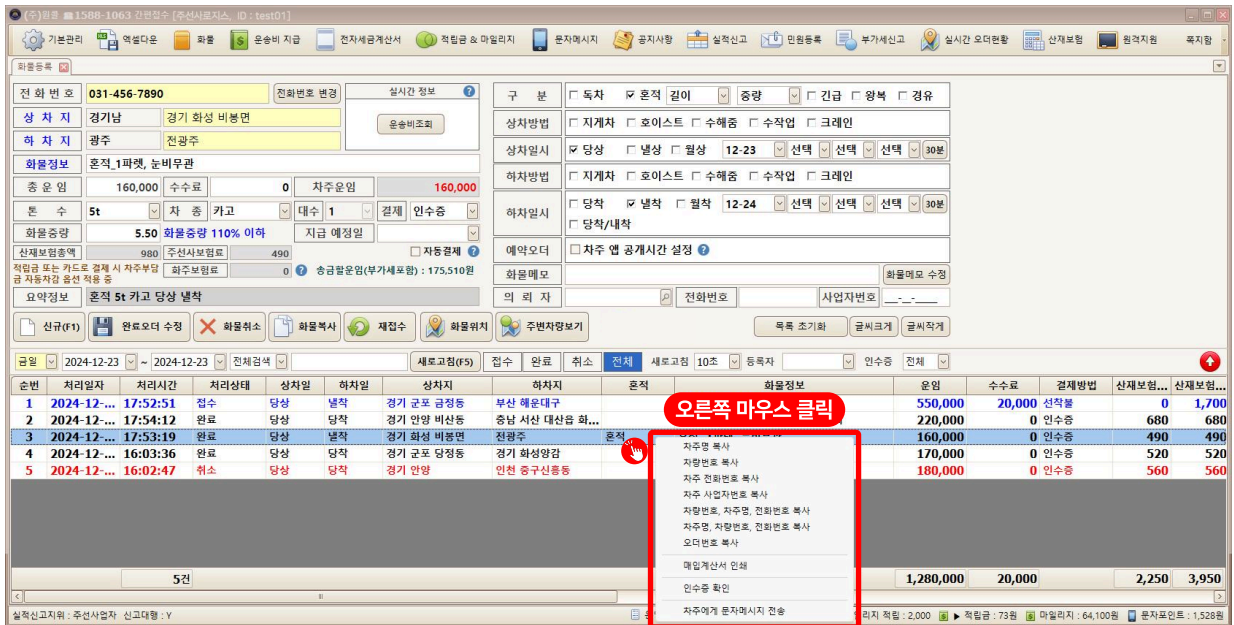 (주)원콜 ☎1588-1063 간편접수 [주선사로지스, ID : test01]
기본관리 엑셀다운 화물 운송비 지급 전자세금계산서 적립금 & 마일리지 문자메시지 공지사항 실적신고 민원등록 부가세신고 실시간 오더현황 산재보험 원격지원 쪽지함
화물등록
전 화 번 호 031-456-7890 전화번호 변경 실시간 정보 ?
상 차 지 경기남 경기 화성 비봉면 운송비조회
하 차 지 광주 전광주
화물정보 혼적_1파렛, 눈비무관
총 운 임 160,000 수수료 0 차주운임 160,000
톤 수 5t 차 종 카고 대수 1 결제 인수증
화물중량 5.50 화물중량 110% 이하 지급 예정일
산재보험총액 980 주선사보험료 490 자동결제 ?
적립금 또는 카드로 결제 시 차주부담금 자동차감 옵션 적용 중 화주보험료 0 ? 송금할운임(부가세포함) : 175,510원
요약정보 혼적 5t 카고 당상 낼착
구 분 독차 혼적 길이 중량 긴급 왕복 경유
상차방법 지게차 호이스트 수해줌 수작업 크레인
상차일시 당상 낼상 월상 12-23 선택 선택 선택 30분
하차방법 지게차 호이스트 수해줌 수작업 크레인
하차일시 당착 낼착 월착 12-24 선택 선택 선택 30분
당착/내착
예약오더 차주 앱 공개시간 설정 ?
화물메모 화물메모 수정
의 뢰 자 전화번호 사업자번호 __-_-____
신규(F1) 완료오더 수정 화물취소 화물복사 재접수 화물위치 주변차량보기 목록 초기화 글씨크게 글씨작게
금일 2024-12-23 ~ 2024-12-23 전체검색 새로고침(F5) 접수 완료 취소 전체 새로고침 10초 등록자 인수증 전체
순번 처리일자 처리시간 처리상태 상차일 하차일 상차지 하차지 혼적 화물정보 운임 수수료 결제방법 산재보험... 산재보험...
1 2024-12-... 17:52:51 접수 당상 낼착 경기 군포 금정동 부산 해운대구 550,000 20,000 선착불 0 1,700
2 2024-12-... 17:54:12 완료 당상 당착 경기 안양 비산동 충남 서산 대산읍 화... 220,000 0 인수증 680 680
3 2024-12-... 17:53:19 완료 당상 낼착 경기 화성 비봉면 전광주 혼적 160,000 0 인수증 490 490
4 2024-12-... 16:03:36 완료 당상 당착 경기 군포 당정동 경기 화성양감 170,000 0 인수증 520 520
5 2024-12-... 16:02:47 취소 당상 당착 경기 안양 인천 중구신흥동 180,000 0 인수증 560 560
오른쪽 마우스 클릭
차주명 복사
차량번호 복사
차주 전화번호 복사
차주 사업자번호 복사
차량번호, 차주명, 전화번호 복사
차주명, 차량번호, 전화번호 복사
오더번호 복사
매입계산서 인쇄
인수증 확인
차주에게 문자메시지 전송
5건 1,280,000 20,000 2,250 3,950
실적신고지위 : 주선사업자 신고대행 : Y 리지 적립 : 2,000 ▶ 적립금 : 73원 마일리지 : 64,100원 문자포인트 : 1,528원